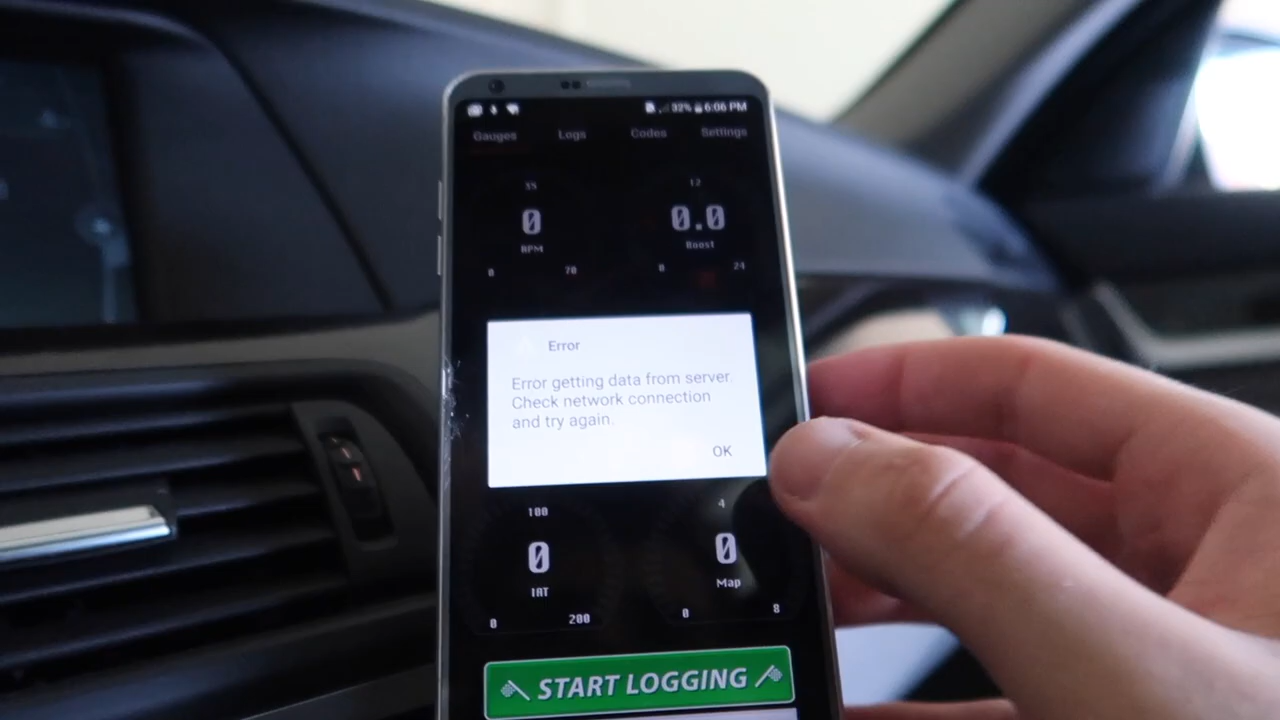 32% 6:06 PM
Gauges Logs Codes Settings
35 12
0 0.0
RPM Boost
0 70 0 24
Error
Error getting data from server.
Check network connection
and try again.
OK
100 4
0 0
IAT Map
0 200 0 8
START LOGGING